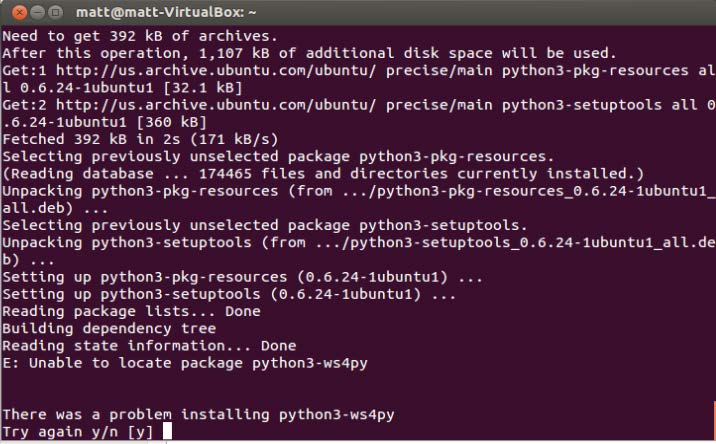 matt@matt-VirtualBox: ~
Need to get 392 kB of archives.
After this operation, 1,107 kB of additional disk space will be used.
Get:1 http://us.archive.ubuntu.com/ubuntu/ precise/main python3-pkg-resources al
l 0.6.24-1ubuntu1 [32.1 kB]
Get:2 http://us.archive.ubuntu.com/ubuntu/ precise/main python3-setuptools all 0
.6.24-1ubuntu1 [360 kB]
Fetched 392 kB in 2s (171 kB/s)
Selecting previously unselected package python3-pkg-resources.
(Reading database ... 174465 files and directories currently installed.)
Unpacking python3-pkg-resources (from .../python3-pkg-resources_0.6.24-1ubuntu1_
all.deb) ...
Selecting previously unselected package python3-setuptools.
Unpacking python3-setuptools (from .../python3-setuptools_0.6.24-1ubuntu1_all.de
b) ...
Setting up python3-pkg-resources (0.6.24-1ubuntu1) ...
Setting up python3-setuptools (0.6.24-1ubuntu1) ...
Reading package lists... Done
Building dependency tree
Reading state information... Done
E: Unable to locate package python3-ws4py
There was a problem installing python3-ws4py
Try again y/n [y]